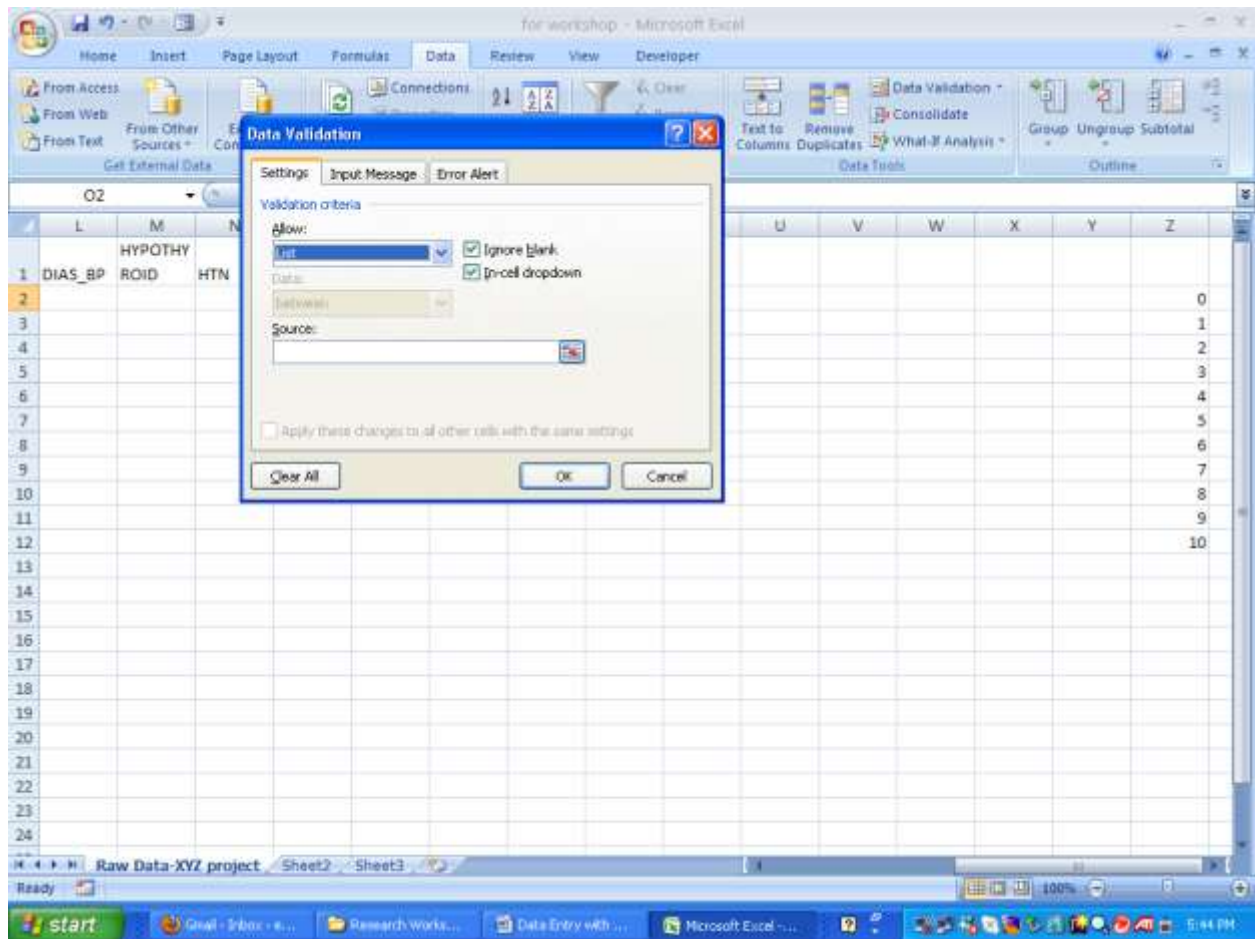 for workshop - Microsoft Excel
Home Insert Page Layout Formulas Data Review View Developer
From Access
From Web
From Text
From Other Sources
Get External Data
Connections
Clear
Text to Columns
Remove Duplicates
Data Validation
Consolidate
What-If Analysis
Data Tools
Group Ungroup Subtotal
Outline
O2
Data Validation
Settings Input Message Error Alert
Validation criteria
Allow:
List
Ignore blank
In-cell dropdown
Data:
between
Source:
Apply these changes to all other cells with the same settings
Clear All OK Cancel
L M N U V W X Y Z
1 DIAS_BP HYPOTHY
ROID HTN
2 0
3 1
4 2
5 3
6 4
7 5
8 6
9 7
10 8
11 9
12 10
13
14
15
16
17
18
19
20
21
22
23
24
Raw Data-XYZ project Sheet2 Sheet3
Ready 100%
start Gmail - Inbox - e... Research Works... Data Entry with ... Microsoft Excel -... 5:44 PM